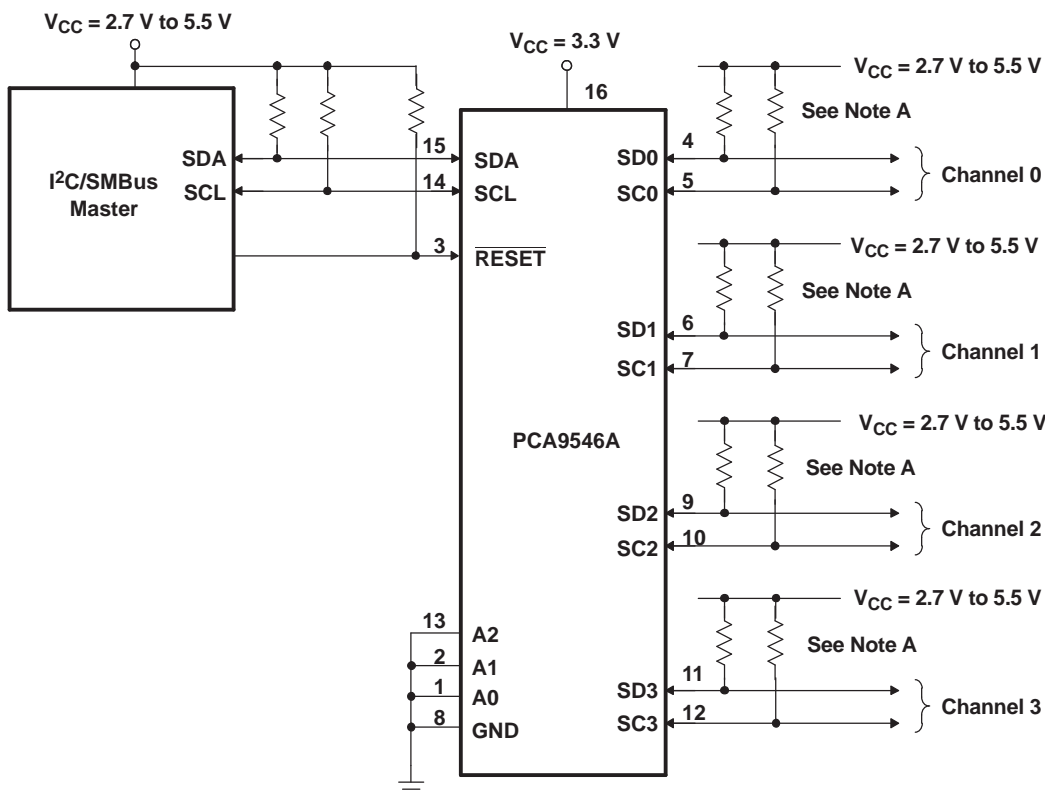 V_CC = 2.7 V to 5.5 V
V_CC = 3.3 V
16
I²C/SMBus
Master
SDA
SCL
15
14
3
SDA
SCL
R̅E̅S̅E̅T̅
PCA9546A
13
2
1
8
A2
A1
A0
GND
V_CC = 2.7 V to 5.5 V
See Note A
SD0
4
SC0
5
Channel 0
V_CC = 2.7 V to 5.5 V
See Note A
SD1
6
SC1
7
Channel 1
V_CC = 2.7 V to 5.5 V
See Note A
SD2
9
SC2
10
Channel 2
V_CC = 2.7 V to 5.5 V
See Note A
SD3
11
SC3
12
Channel 3